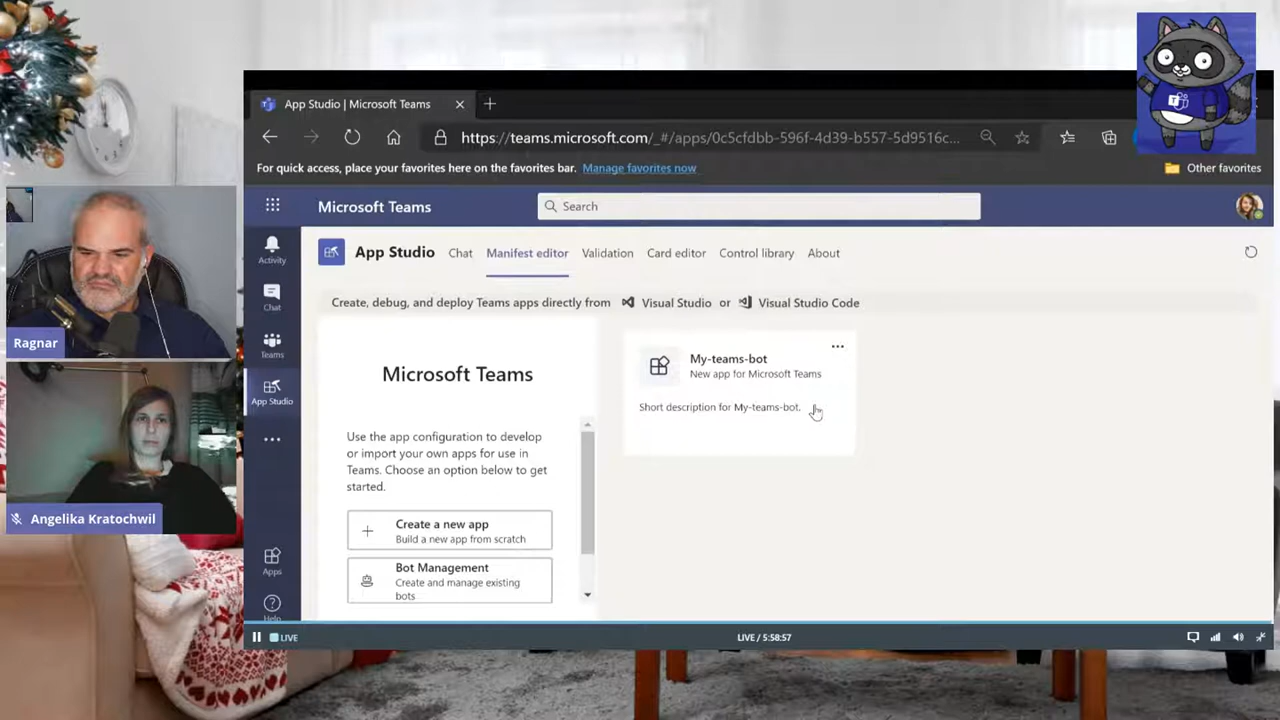 App Studio | Microsoft Teams
https://teams.microsoft.com/_#/apps/0c5cfdbb-596f-4d39-b557-5d9516c...
For quick access, place your favorites here on the favorites bar. Manage favorites now
Other favorites
Microsoft Teams
Search
Activity
Chat
Teams
App Studio
Apps
Help
App Studio
Chat
Manifest editor
Validation
Card editor
Control library
About
Create, debug, and deploy Teams apps directly from Visual Studio or Visual Studio Code
Microsoft Teams
Use the app configuration to develop
or import your own apps for use in
Teams. Choose an option below to get
started.
Create a new app
Build a new app from scratch
Bot Management
Create and manage existing
bots
My-teams-bot
New app for Microsoft Teams
Short description for My-teams-bot.
Ragnar
Angelika Kratochwil
LIVE
LIVE / 5:58:57